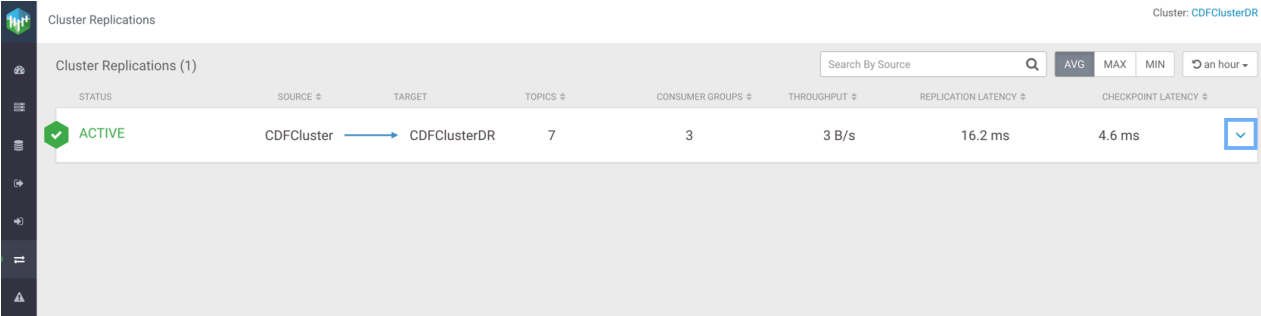 Cluster Replications
Cluster: CDFClusterDR
Cluster Replications (1)
Search By Source
AVG MAX MIN
an hour
STATUS SOURCE TARGET TOPICS CONSUMER GROUPS THROUGHPUT REPLICATION LATENCY CHECKPOINT LATENCY
ACTIVE CDFCluster CDFClusterDR 7 3 3 B/s 16.2 ms 4.6 ms